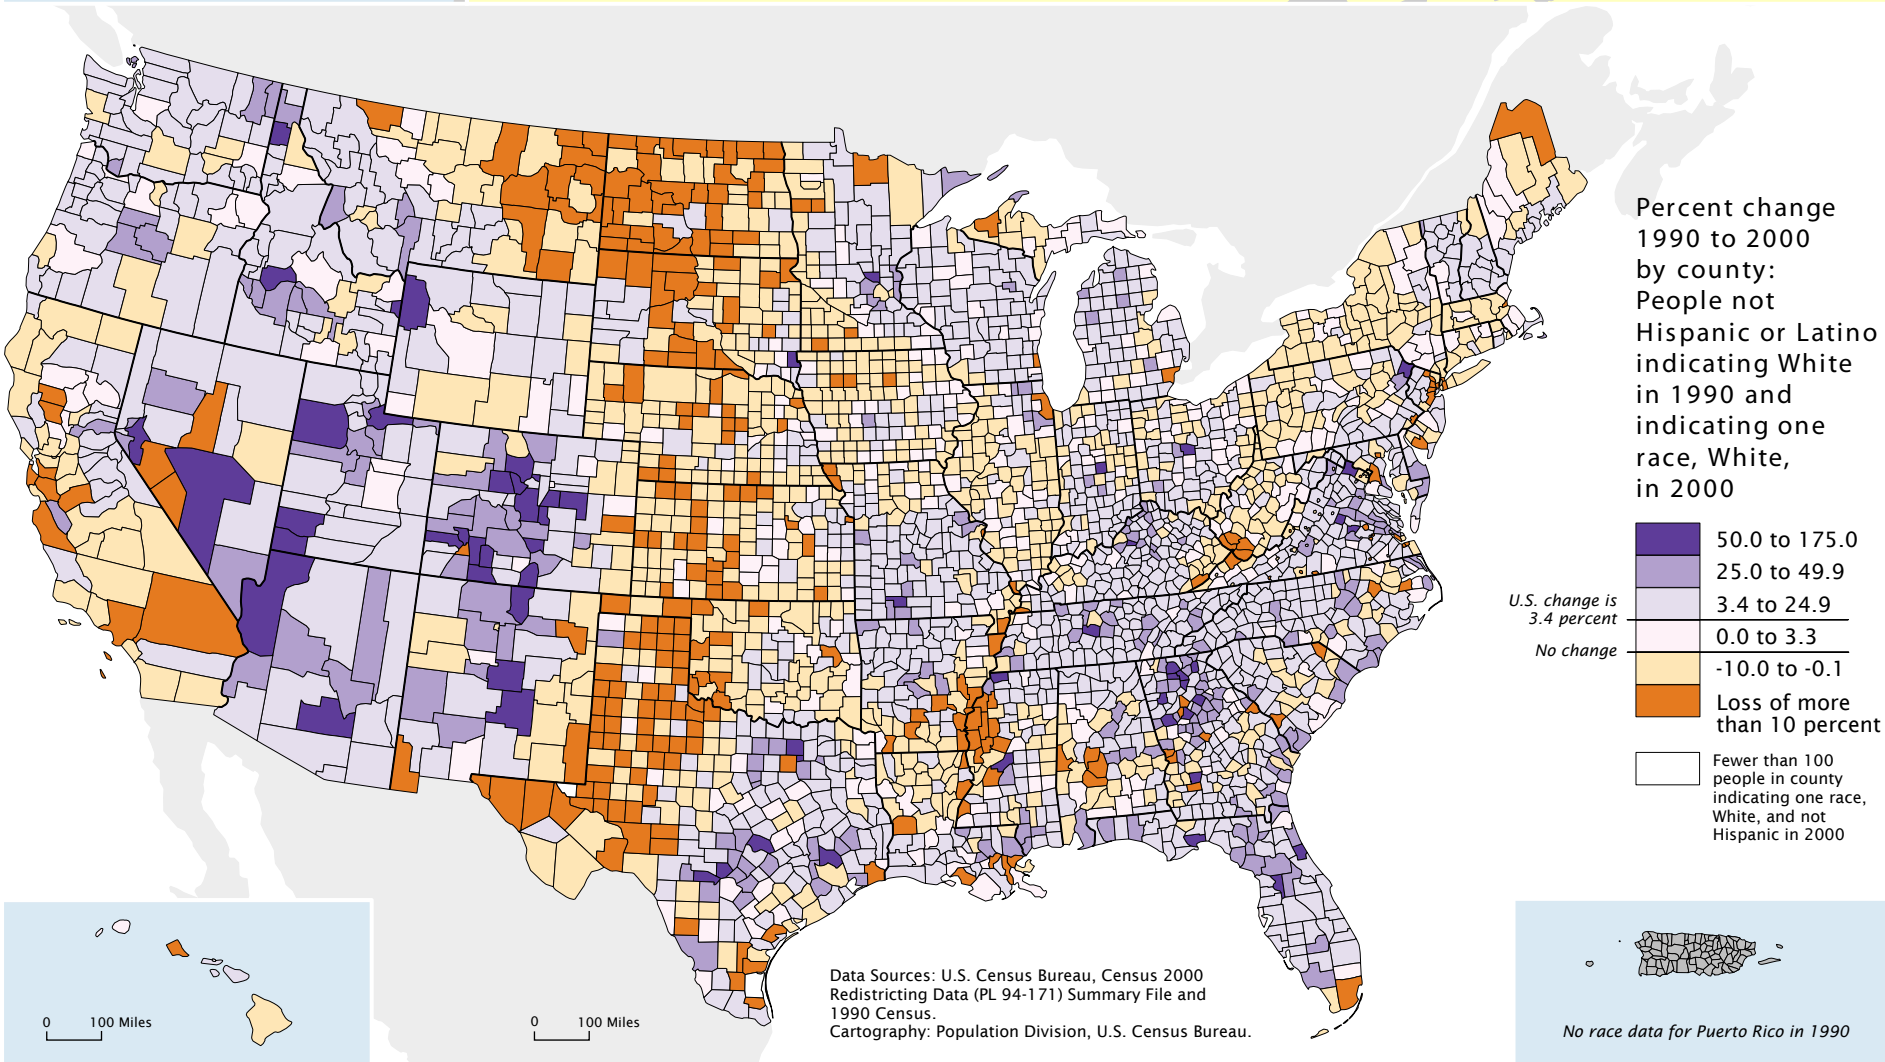 Percent change
1990 to 2000
by county:
People not
Hispanic or Latino
indicating White
in 1990 and
indicating one
race, White,
in 2000
50.0 to 175.0
25.0 to 49.9
3.4 to 24.9
0.0 to 3.3
-10.0 to -0.1
Loss of more
than 10 percent
U.S. change is
3.4 percent
No change
Fewer than 100
people in county
indicating one race,
White, and not
Hispanic in 2000
0 100 Miles
0 100 Miles
Data Sources: U.S. Census Bureau, Census 2000
Redistricting Data (PL 94-171) Summary File and
1990 Census.
Cartography: Population Division, U.S. Census Bureau.
No race data for Puerto Rico in 1990